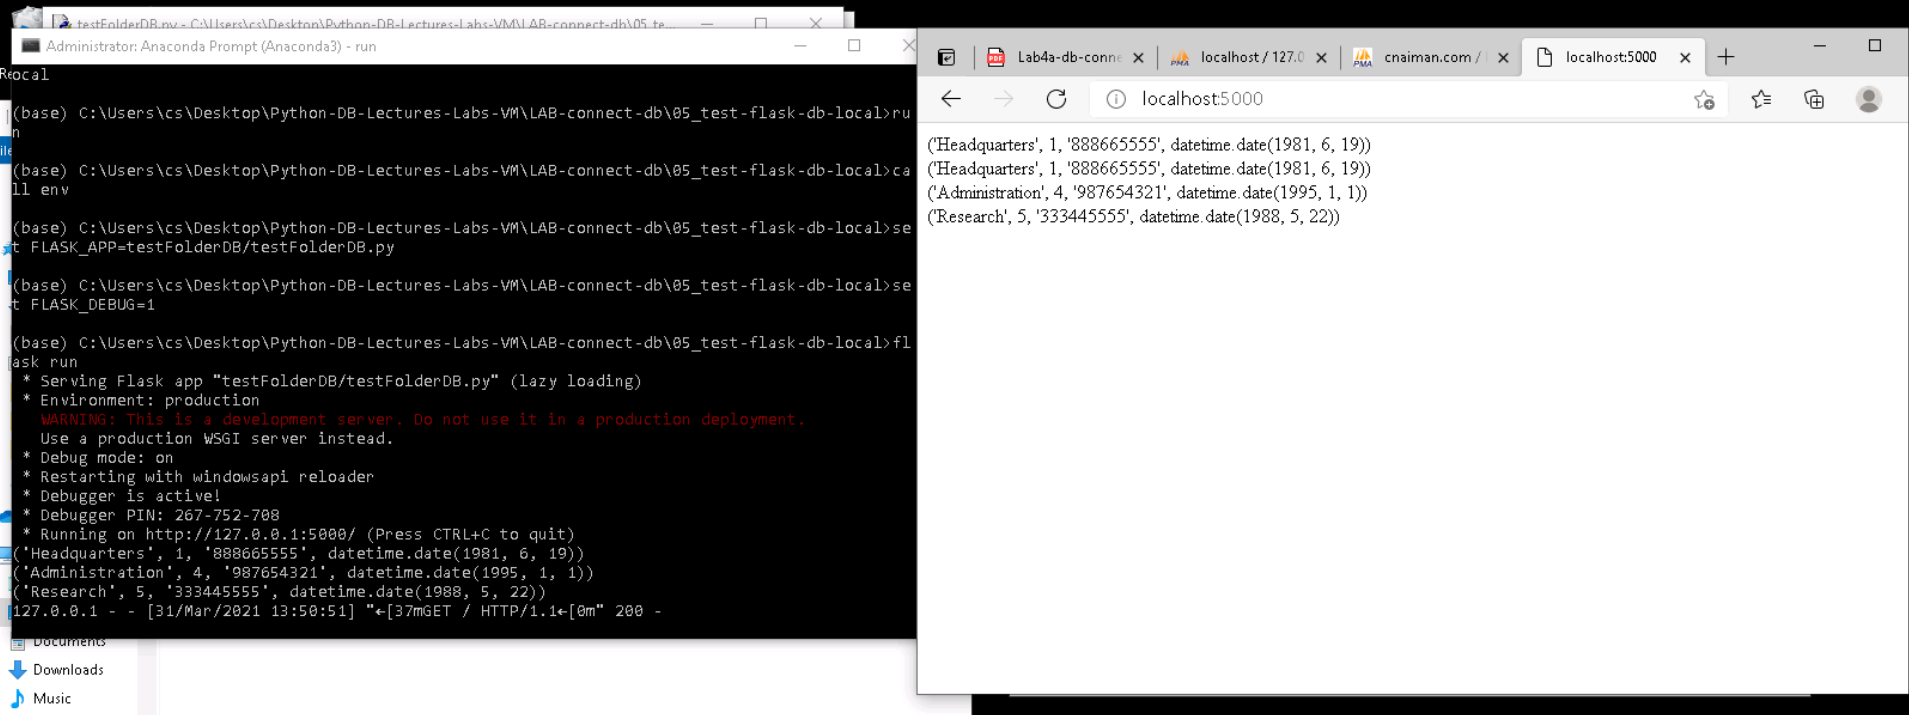 testFolderDB.py - C:\Users\cs\Desktop\Python-DB-Lectures-Labs-VM\LAB-connect-db\05_te...
Administrator: Anaconda Prompt (Anaconda3) - run
ocal
(base) C:\Users\cs\Desktop\Python-DB-Lectures-Labs-VM\LAB-connect-db\05_test-flask-db-local>ru
n
(base) C:\Users\cs\Desktop\Python-DB-Lectures-Labs-VM\LAB-connect-db\05_test-flask-db-local>ca
ll env
(base) C:\Users\cs\Desktop\Python-DB-Lectures-Labs-VM\LAB-connect-db\05_test-flask-db-local>se
t FLASK_APP=testFolderDB/testFolderDB.py
(base) C:\Users\cs\Desktop\Python-DB-Lectures-Labs-VM\LAB-connect-db\05_test-flask-db-local>se
t FLASK_DEBUG=1
(base) C:\Users\cs\Desktop\Python-DB-Lectures-Labs-VM\LAB-connect-db\05_test-flask-db-local>fl
ask run
* Serving Flask app "testFolderDB/testFolderDB.py" (lazy loading)
* Environment: production
WARNING: This is a development server. Do not use it in a production deployment.
Use a production WSGI server instead.
* Debug mode: on
* Restarting with windowsapi reloader
* Debugger is active!
* Debugger PIN: 267-752-708
* Running on http://127.0.0.1:5000/ (Press CTRL+C to quit)
('Headquarters', 1, '888665555', datetime.date(1981, 6, 19))
('Administration', 4, '987654321', datetime.date(1995, 1, 1))
('Research', 5, '333445555', datetime.date(1988, 5, 22))
127.0.0.1 - - [31/Mar/2021 13:50:51] "←[37mGET / HTTP/1.1←[0m" 200 -
Documents
Downloads
Music
PDF Lab4a-db-conne
PMA localhost / 127.0
PMA cnaiman.com /
localhost:5000
localhost:5000
('Headquarters', 1, '888665555', datetime.date(1981, 6, 19))
('Headquarters', 1, '888665555', datetime.date(1981, 6, 19))
('Administration', 4, '987654321', datetime.date(1995, 1, 1))
('Research', 5, '333445555', datetime.date(1988, 5, 22))